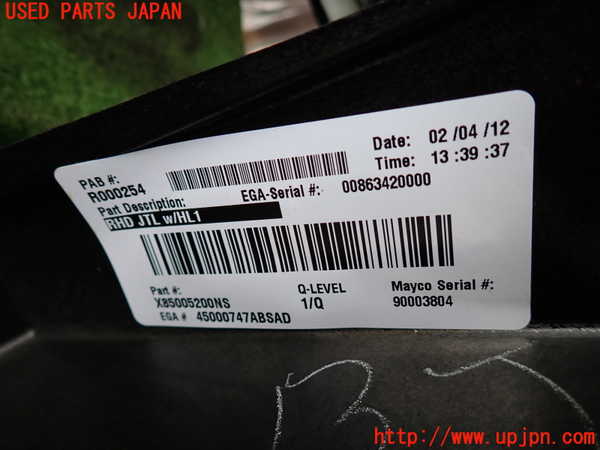 USED PARTS JAPAN
PAB #:
R000254
Date: 02 /04 /12
Time: 13:39:37
Part Description:
EGA-Serial #: 00863420000
RHD JTL w/HL1
Part #:
X85005200NS
Q-LEVEL
1/Q
Mayco Serial #:
90003804
EGA # 45000747ABSAD
http://www.upjpn.com/